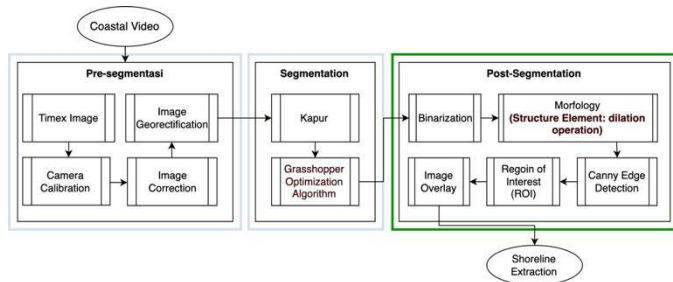 Coastal Video
Pre-segmentasi
Timex Image
Image
Georectification
Camera
Calibration
Image
Correction
Segmentation
Kapur
Grasshopper
Optimization
Algorithm
Post-Segmentation
Binarization
Morfology
(Structure Element: dilation
operation)
Image
Overlay
Regoin of
Interest
(ROI)
Canny Edge
Detection
Shoreline
Extraction